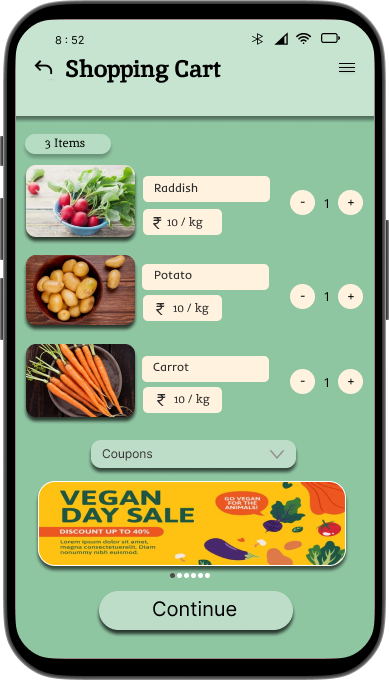 8 : 52
Shopping Cart
3 Items
Raddish
- 1 +
₹ 10 / kg
Potato
- 1 +
₹ 10 / kg
Carrot
- 1 +
₹ 10 / kg
Coupons
VEGAN
DAY SALE
GO VEGAN
FOR THE
ANIMALS!
DISCOUNT UP TO 40%
Lorem ipsum dolor sit amet,
magna consectetuerelit. Diam
nonummy nibh euismod.
Continue